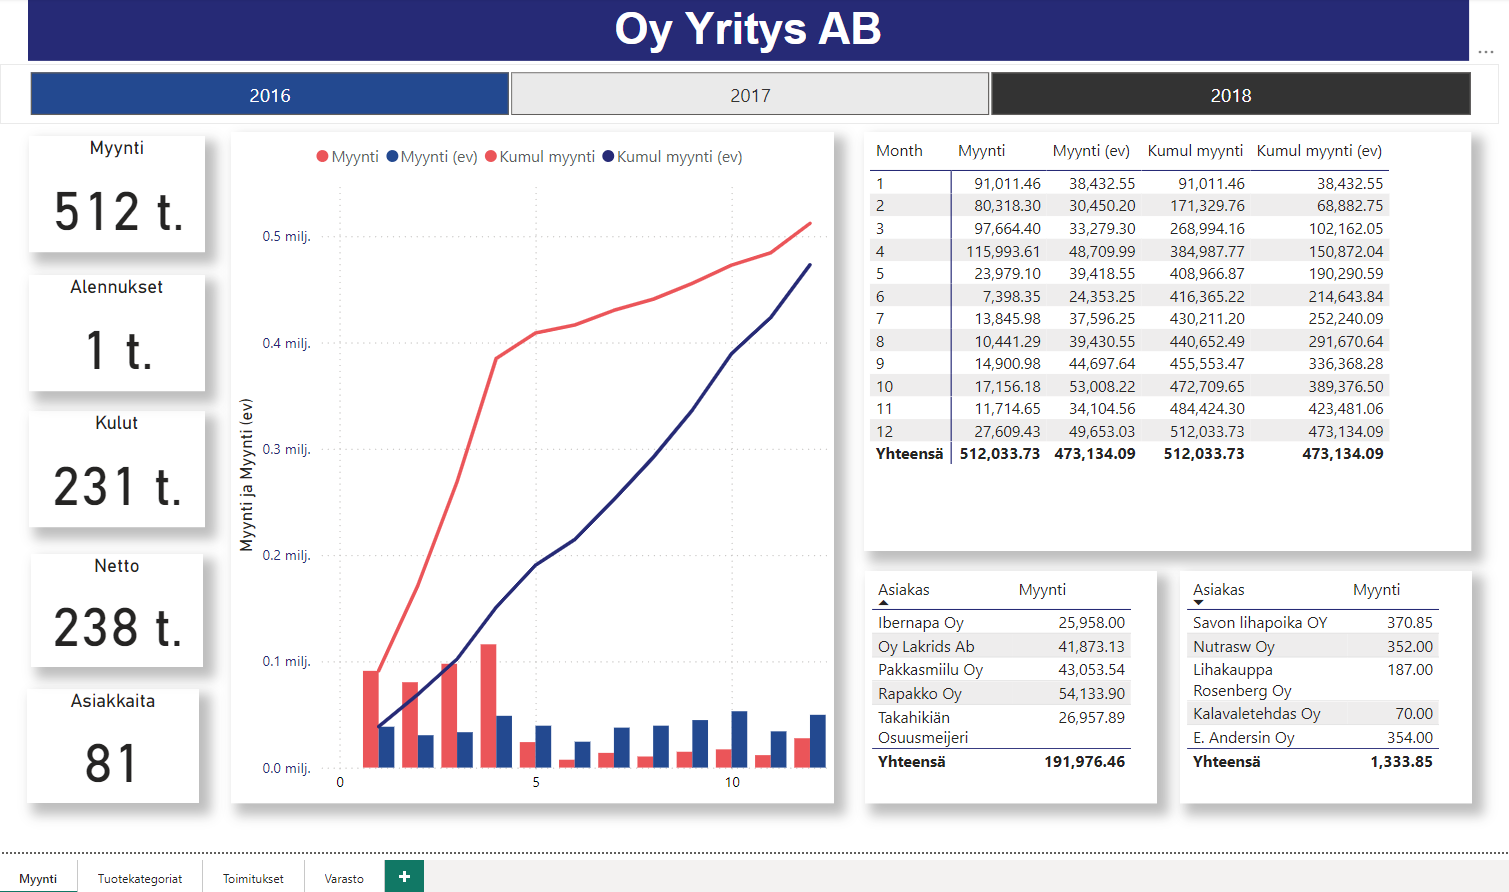 Oy Yritys AB
...
2016 2017 2018
Myynti
512 t.
Alennukset
1 t.
Kulut
231 t.
Netto
238 t.
Asiakkaita
81
Myynti Myynti (ev) Kumul myynti Kumul myynti (ev)
Myynti ja Myynti (ev)
0.5 milj.
0.4 milj.
0.3 milj.
0.2 milj.
0.1 milj.
0.0 milj.
0 5 10
Month Myynti Myynti (ev) Kumul myynti Kumul myynti (ev)
1 91,011.46 38,432.55 91,011.46 38,432.55
2 80,318.30 30,450.20 171,329.76 68,882.75
3 97,664.40 33,279.30 268,994.16 102,162.05
4 115,993.61 48,709.99 384,987.77 150,872.04
5 23,979.10 39,418.55 408,966.87 190,290.59
6 7,398.35 24,353.25 416,365.22 214,643.84
7 13,845.98 37,596.25 430,211.20 252,240.09
8 10,441.29 39,430.55 440,652.49 291,670.64
9 14,900.98 44,697.64 455,553.47 336,368.28
10 17,156.18 53,008.22 472,709.65 389,376.50
11 11,714.65 34,104.56 484,424.30 423,481.06
12 27,609.43 49,653.03 512,033.73 473,134.09
Yhteensä 512,033.73 473,134.09 512,033.73 473,134.09
Asiakas Myynti
Ibernapa Oy 25,958.00
Oy Lakrids Ab 41,873.13
Pakkasmiilu Oy 43,053.54
Rapakko Oy 54,133.90
Takahikiän 26,957.89
Osuusmeijeri
Yhteensä 191,976.46
Asiakas Myynti
Savon lihapoika OY 370.85
Nutrasw Oy 352.00
Lihakauppa 187.00
Rosenberg Oy
Kalavaletehdas Oy 70.00
E. Andersin Oy 354.00
Yhteensä 1,333.85
Myynti Tuotekategoriat Toimitukset Varasto +